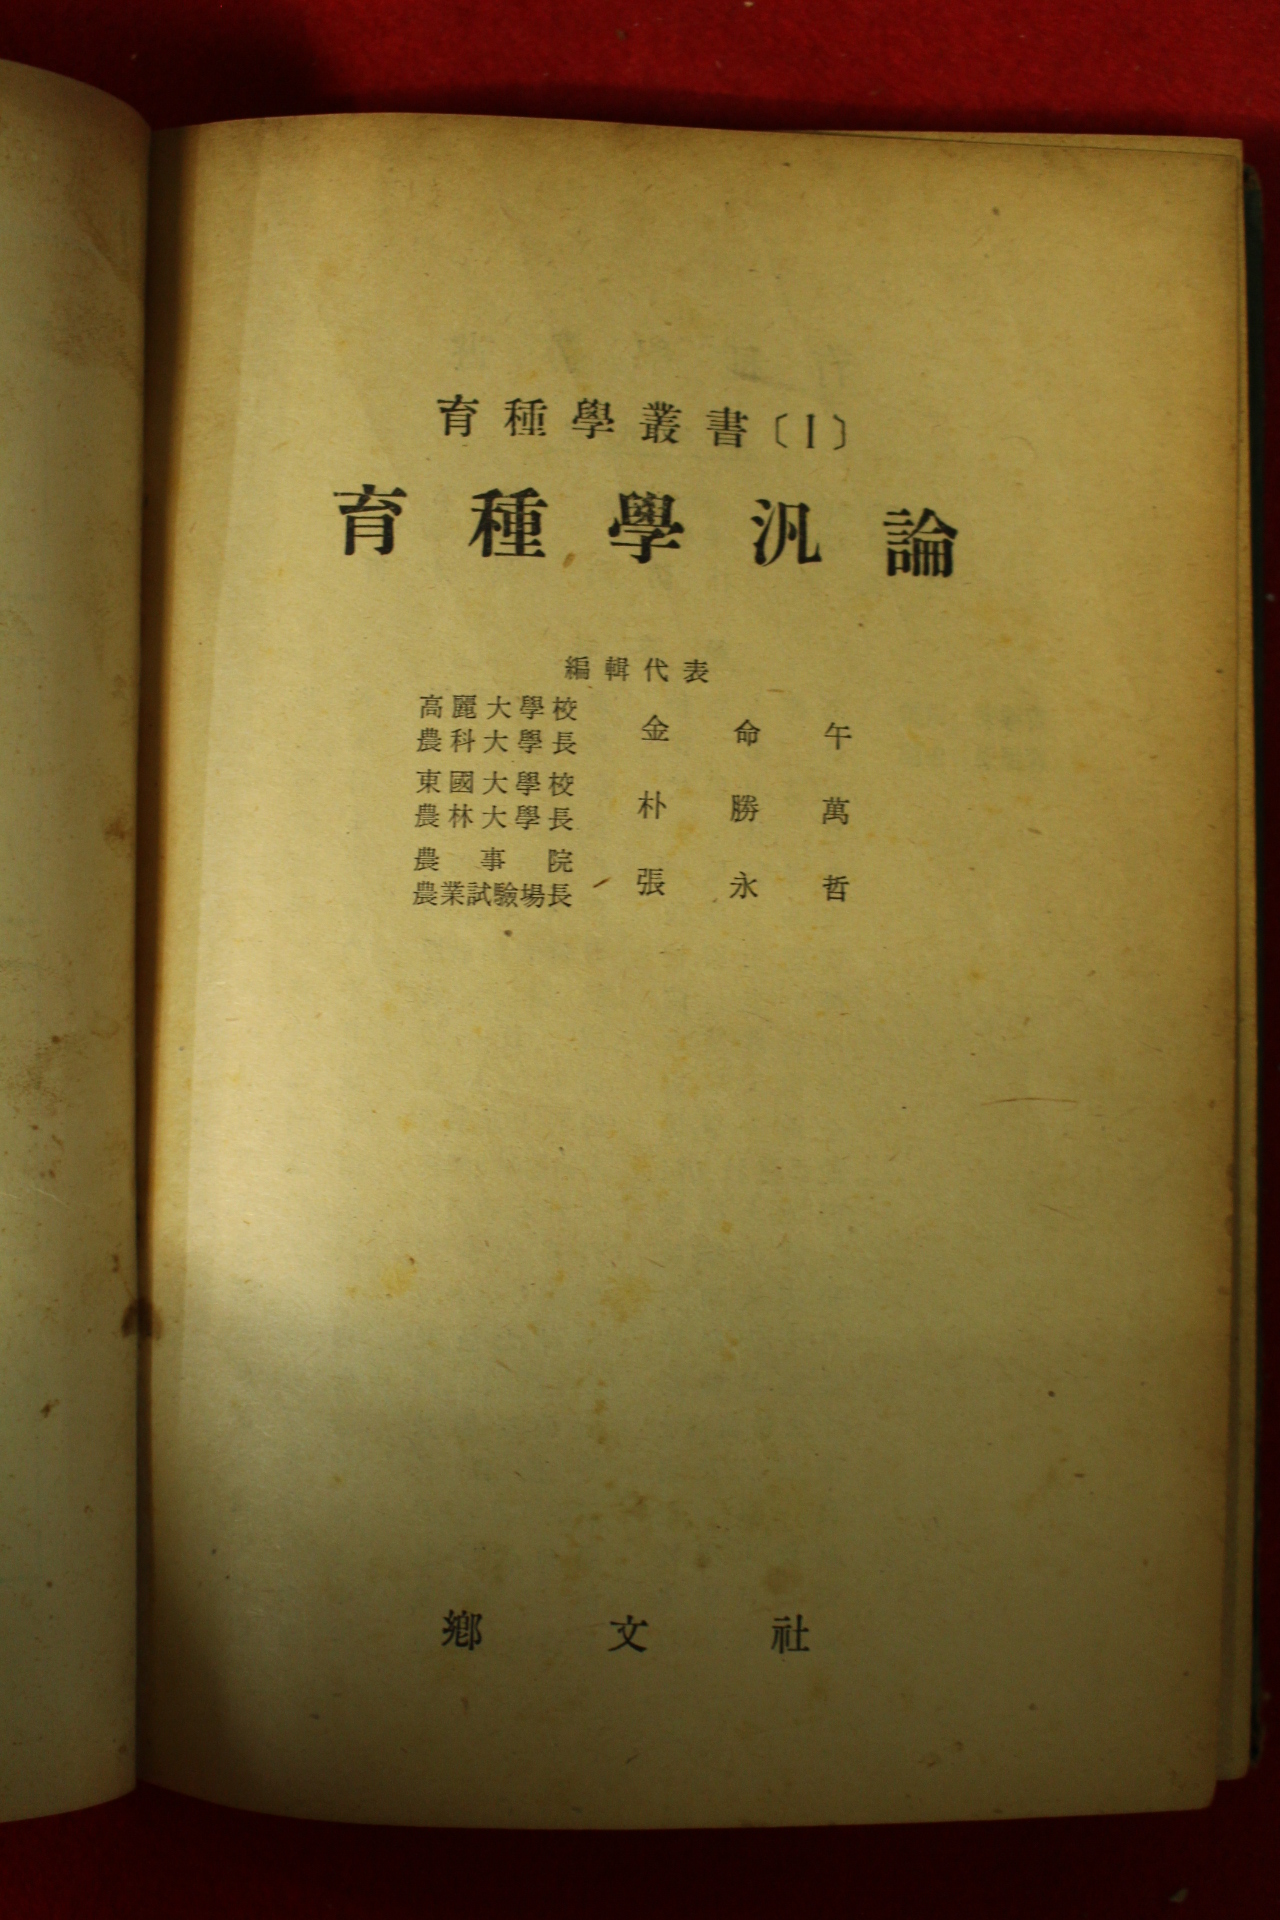 育種學叢書〔I〕
育種學汎論
編輯代表
高麗大學校
農科大學長 金命午
東國大學校
農林大學長 朴勝萬
農事院
農業試驗場長 張永哲
鄕文社